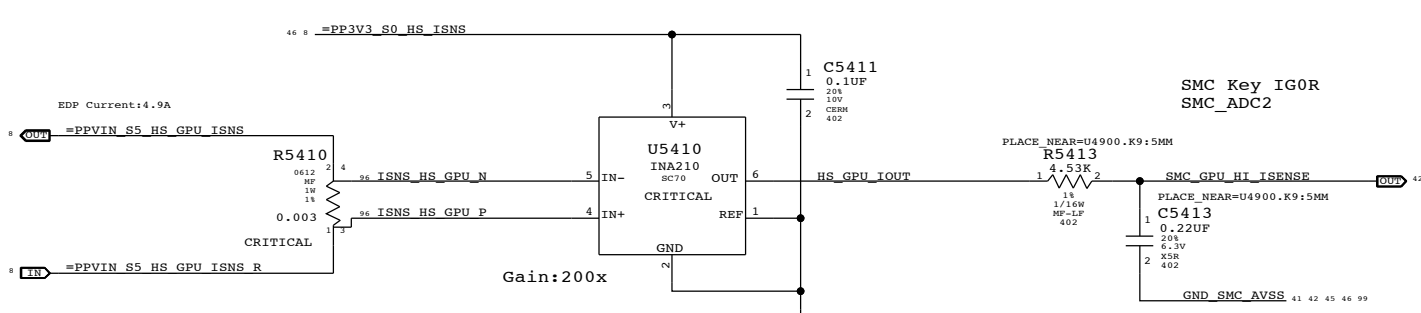 46 8 =PP3V3_S0_HS_ISNS
EDP Current:4.9A
8 OUT =PPVIN_S5_HS_GPU_ISNS
R5410
0612
MF
1W
1%
0.003
CRITICAL
2 4
1 3
8 IN =PPVIN_S5_HS_GPU_ISNS_R
96 ISNS_HS_GPU_N
96 ISNS_HS_GPU_P
3
V+
U5410
INA210
SC70
CRITICAL
5 IN-
4 IN+
OUT 6
REF 1
GND
2
Gain:200x
1
C5411
0.1UF
20%
10V
CERM
402
2
HS_GPU_IOUT
SMC Key IG0R
SMC_ADC2
PLACE_NEAR=U4900.K9:5MM
R5413
4.53K
1 2
1%
1/16W
MF-LF
402
SMC_GPU_HI_ISENSE OUT 42
PLACE_NEAR=U4900.K9:5MM
1
C5413
0.22UF
20%
6.3V
X5R
402
2
GND_SMC_AVSS 41 42 45 46 99